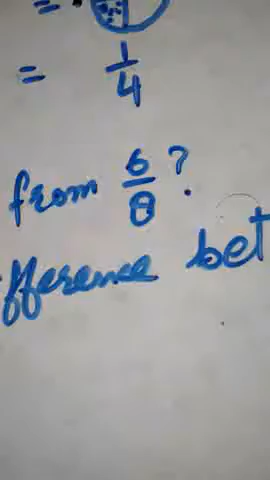 =
= 1/4
from 6/8?
fference bet